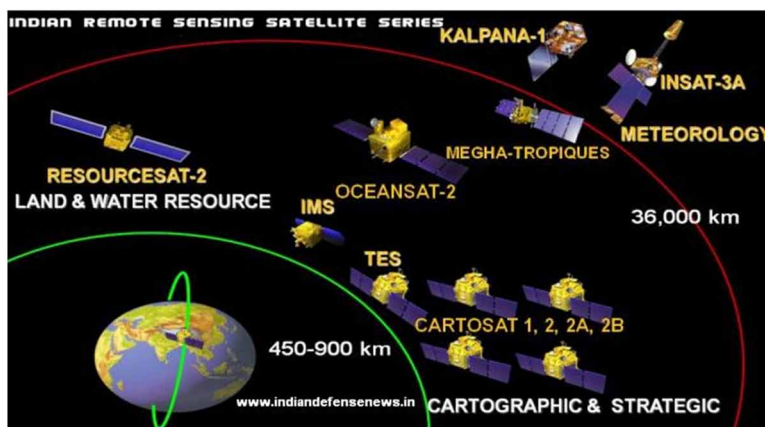 INDIAN REMOTE SENSING SATELLITE SERIES
KALPANA-1
INSAT-3A
METEOROLOGY
MEGHA-TROPIQUES
RESOURCESAT-2
LAND & WATER RESOURCE
OCEANSAT-2
IMS
36,000 km
TES
CARTOSAT 1, 2, 2A, 2B
450-900 km
www.indiandefensenews.in
CARTOGRAPHIC & STRATEGIC